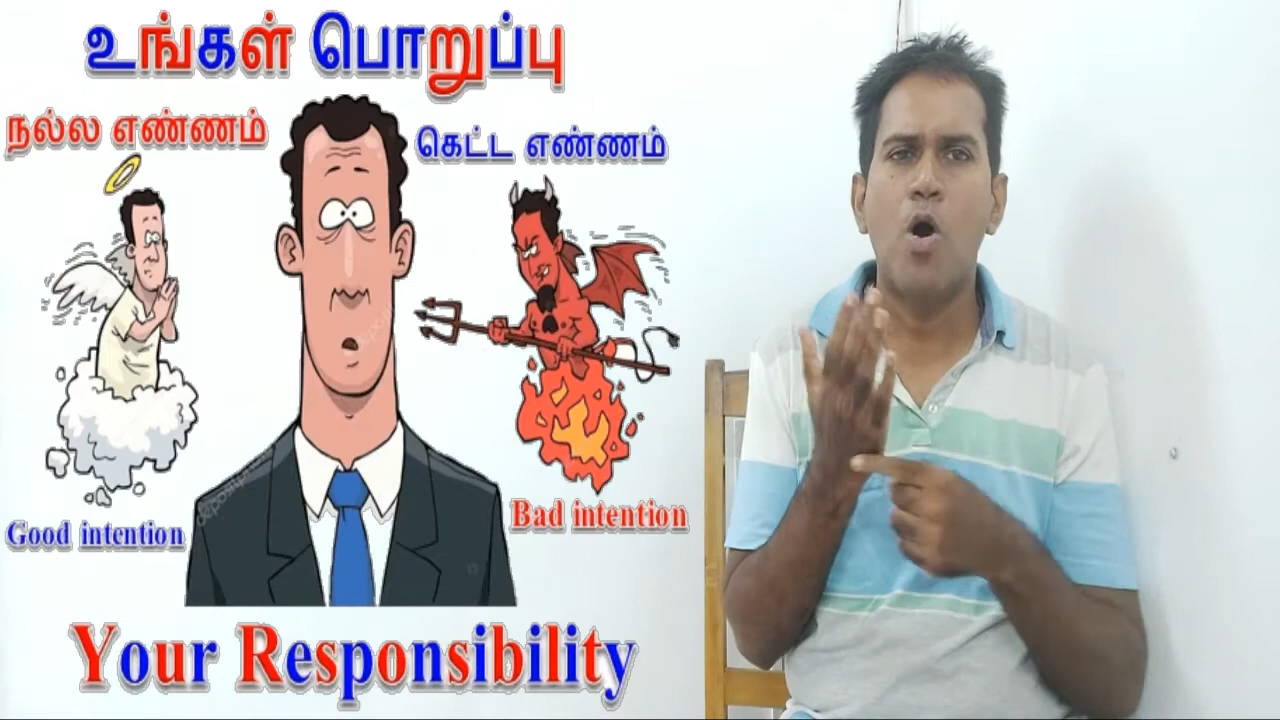 உங்கள் பொறுப்பு
நல்ல எண்ணம்
கெட்ட எண்ணம்
Good intention
Bad intention
Your Responsibility